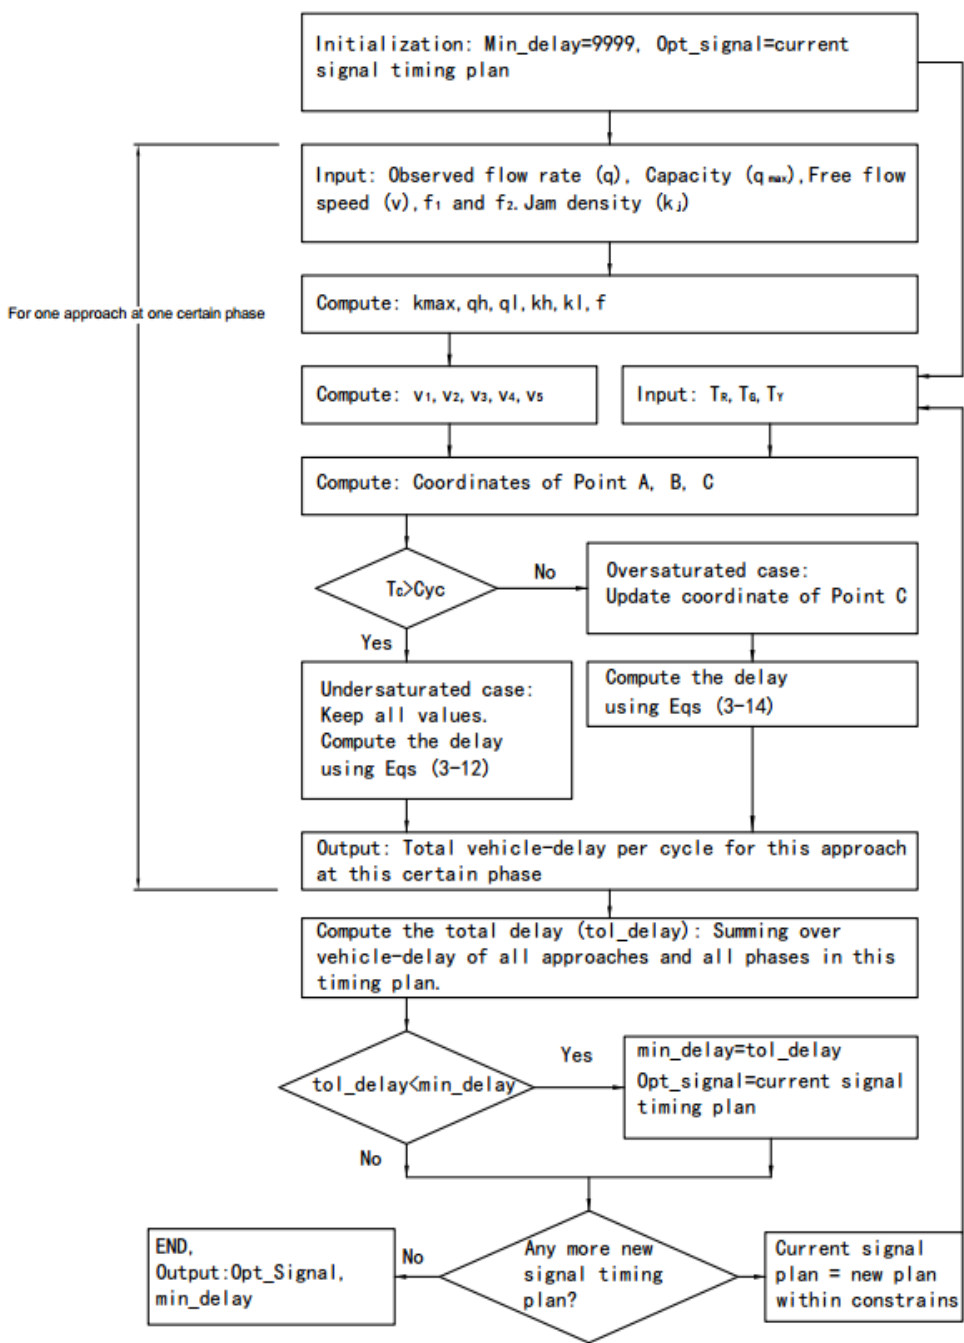 Initialization: Min_delay=9999, Opt_signal=current
signal timing plan
Input: Observed flow rate (q), Capacity (qmax), Free flow
speed (v), f1 and f2. Jam density (kj)
For one approach at one certain phase
Compute: kmax, qh, ql, kh, kl, f
Compute: v1, v2, v3, v4, v5
Input: TR, TG, TY
Compute: Coordinates of Point A, B, C
Tc>Cyc
No
Oversaturated case:
Update coordinate of Point C
Yes
Undersaturated case:
Keep all values.
Compute the delay
using Eqs (3-12)
Compute the delay
using Eqs (3-14)
Output: Total vehicle-delay per cycle for this approach
at this certain phase
Compute the total delay (tol_delay): Summing over
vehicle-delay of all approaches and all phases in this
timing plan.
tol_delay<min_delay
Yes
min_delay=tol_delay
Opt_signal=current signal
timing plan
No
Any more new
signal timing
plan?
No
END,
Output:Opt_Signal,
min_delay
Current signal
plan = new plan
within constrains